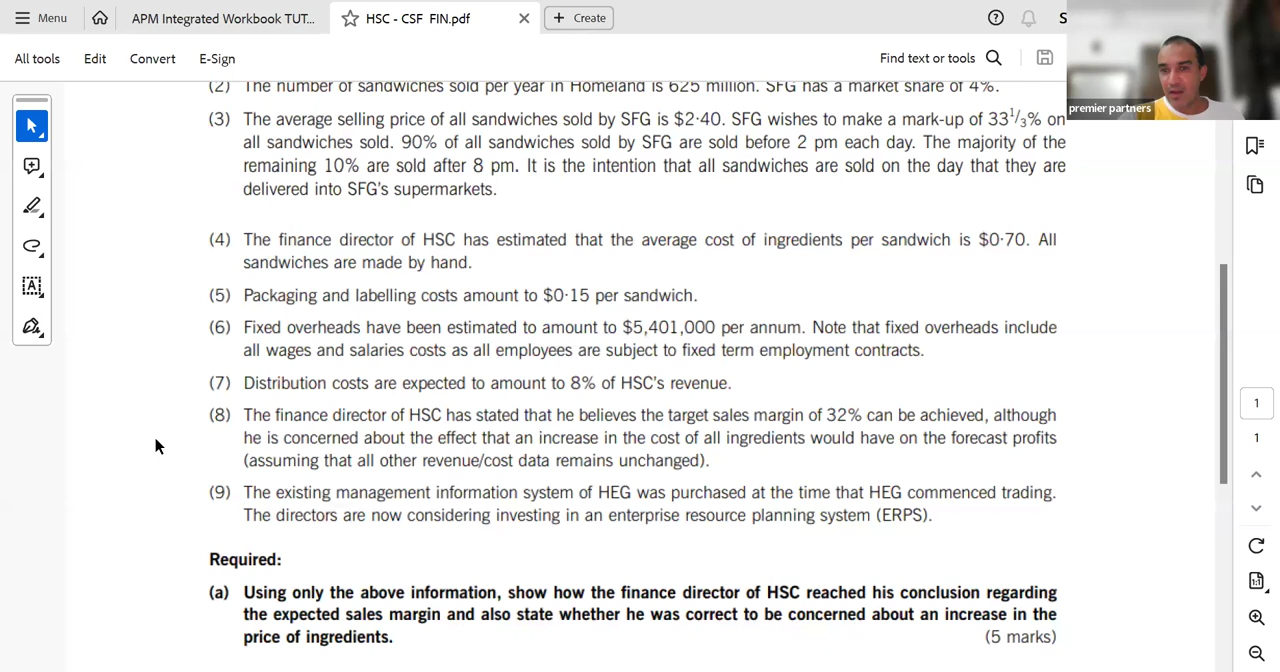 Menu
APM Integrated Workbook TUT...
HSC - CSF FIN.pdf
+ Create
S
All tools
Edit
Convert
E-Sign
Find text or tools
premier partners
(2) The number of sandwiches sold per year in Homeland is 625 million. SFG has a market share of 4%.
(3) The average selling price of all sandwiches sold by SFG is $2·40. SFG wishes to make a mark-up of 33 1/3% on
all sandwiches sold. 90% of all sandwiches sold by SFG are sold before 2 pm each day. The majority of the
remaining 10% are sold after 8 pm. It is the intention that all sandwiches are sold on the day that they are
delivered into SFG's supermarkets.
(4) The finance director of HSC has estimated that the average cost of ingredients per sandwich is $0·70. All
sandwiches are made by hand.
(5) Packaging and labelling costs amount to $0·15 per sandwich.
(6) Fixed overheads have been estimated to amount to $5,401,000 per annum. Note that fixed overheads include
all wages and salaries costs as all employees are subject to fixed term employment contracts.
(7) Distribution costs are expected to amount to 8% of HSC's revenue.
(8) The finance director of HSC has stated that he believes the target sales margin of 32% can be achieved, although
he is concerned about the effect that an increase in the cost of all ingredients would have on the forecast profits
(assuming that all other revenue/cost data remains unchanged).
(9) The existing management information system of HEG was purchased at the time that HEG commenced trading.
The directors are now considering investing in an enterprise resource planning system (ERPS).
Required:
(a) Using only the above information, show how the finance director of HSC reached his conclusion regarding
the expected sales margin and also state whether he was correct to be concerned about an increase in the
price of ingredients. (5 marks)
1
1
1:1